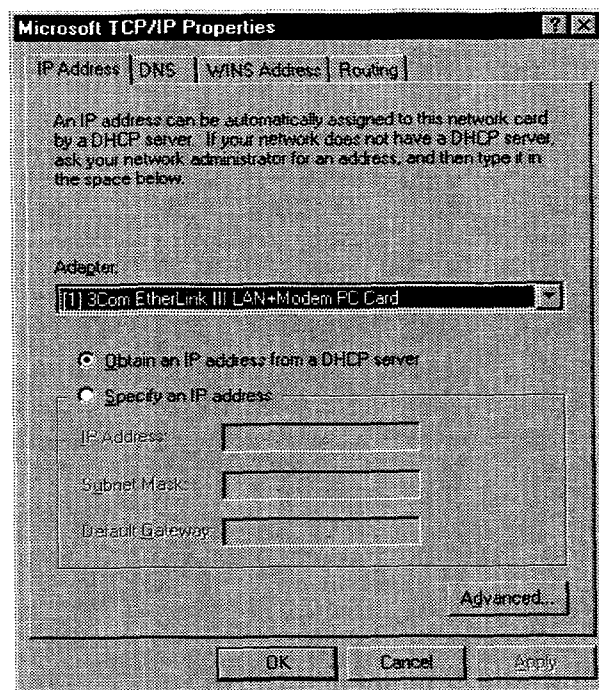 Microsoft TCP/IP Properties
IP Address DNS WINS Address Routing
An IP address can be automatically assigned to this network card
by a DHCP server. If your network does not have a DHCP server,
ask your network administrator for an address, and then type it in
the space below.
Adapter:
[1] 3Com EtherLink III LAN+Modem PC Card
Obtain an IP address from a DHCP server
Specify an IP address
IP Address:
Subnet Mask:
Default Gateway:
Advanced...
OK Cancel Apply